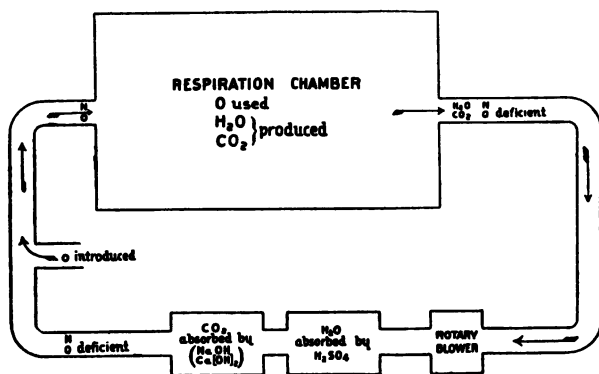 RESPIRATION CHAMBER
O used
H₂O
CO₂ } produced
N
O
H₂O N
CO₂ O deficient
O introduced
N
O deficient
CO₂
absorbed by
(NaOH
Ca[OH]₂)
H₂O
absorbed by
H₂SO₄
ROTARY
BLOWER